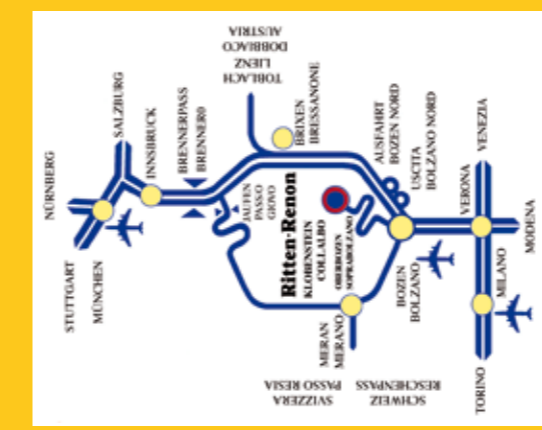 AUSTRIA
DOBBIACO
LIENZ
TOBLACH
NÜRNBERG
SALZBURG
INNSBRUCK
BRENNERPASS
BRENNERO
BRIXEN
BRESSANONE
STUTTGART
MÜNCHEN
JAUFEN
PASSO
GIOVO
Ritten-Renon
KLOBENSTEIN
COLLALBO
OBERBOZEN
SOPRABOLZANO
AUSFAHRT
BOZEN NORD
USCITA
BOLZANO NORD
MERAN
MERANO
BOZEN
BOLZANO
VERONA
VENEZIA
MODENA
MILANO
TORINO
SVIZZERA
PASSO RESIA
SCHWEIZ
RESCHENPASS